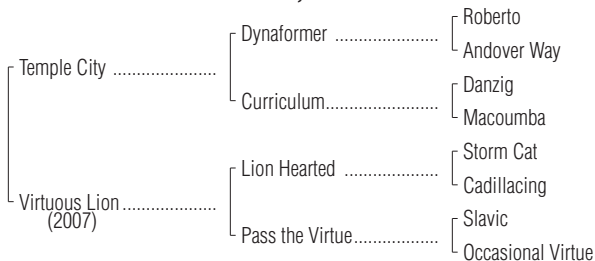 Roberto
Dynaformer .....................
Andover Way
Temple City .....................
Danzig
Curriculum.......................
Macoumba
Storm Cat
Lion Hearted ...................
Cadillacing
Virtuous Lion...................
(2007)
Slavic
Pass the Virtue.................
Occasional Virtue